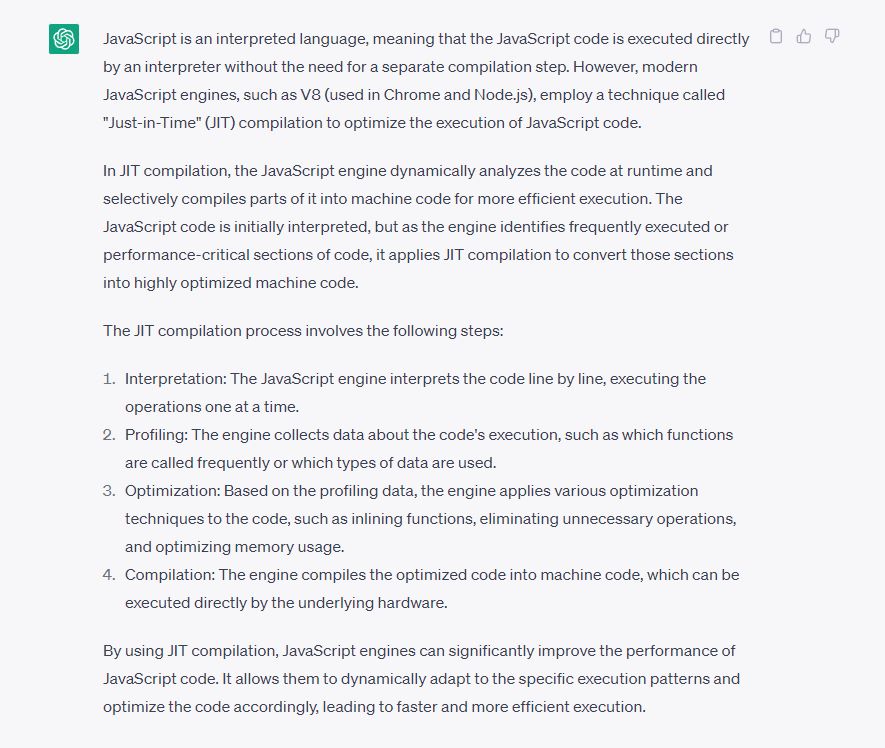 JavaScript is an interpreted language, meaning that the JavaScript code is executed directly
by an interpreter without the need for a separate compilation step. However, modern
JavaScript engines, such as V8 (used in Chrome and Node.js), employ a technique called
"Just-in-Time" (JIT) compilation to optimize the execution of JavaScript code.
In JIT compilation, the JavaScript engine dynamically analyzes the code at runtime and
selectively compiles parts of it into machine code for more efficient execution. The
JavaScript code is initially interpreted, but as the engine identifies frequently executed or
performance-critical sections of code, it applies JIT compilation to convert those sections
into highly optimized machine code.
The JIT compilation process involves the following steps:
1. Interpretation: The JavaScript engine interprets the code line by line, executing the
operations one at a time.
2. Profiling: The engine collects data about the code's execution, such as which functions
are called frequently or which types of data are used.
3. Optimization: Based on the profiling data, the engine applies various optimization
techniques to the code, such as inlining functions, eliminating unnecessary operations,
and optimizing memory usage.
4. Compilation: The engine compiles the optimized code into machine code, which can be
executed directly by the underlying hardware.
By using JIT compilation, JavaScript engines can significantly improve the performance of
JavaScript code. It allows them to dynamically adapt to the specific execution patterns and
optimize the code accordingly, leading to faster and more efficient execution.